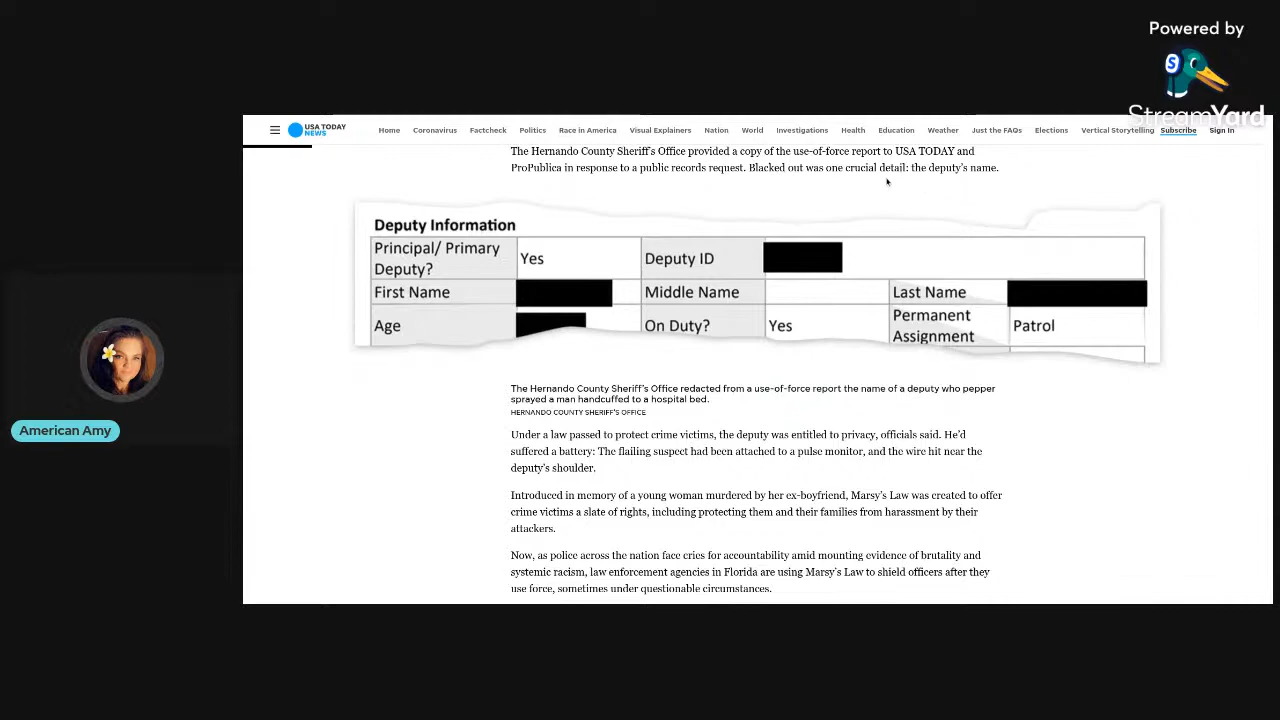 Powered by
S
StreamYard
USA TODAY
NEWS
Home Coronavirus Factcheck Politics Race in America Visual Explainers Nation World Investigations Health Education Weather Just the FAQs Elections Vertical Storytelling Subscribe Sign In
The Hernando County Sheriff's Office provided a copy of the use-of-force report to USA TODAY and
ProPublica in response to a public records request. Blacked out was one crucial detail: the deputy's name.
Deputy Information
Principal/ Primary
Deputy?
Yes
Deputy ID
First Name
Middle Name
Last Name
Age
On Duty?
Yes
Permanent
Assignment
Patrol
The Hernando County Sheriff's Office redacted from a use-of-force report the name of a deputy who pepper
sprayed a man handcuffed to a hospital bed.
HERNANDO COUNTY SHERIFF'S OFFICE
American Amy
Under a law passed to protect crime victims, the deputy was entitled to privacy, officials said. He'd
suffered a battery: The flailing suspect had been attached to a pulse monitor, and the wire hit near the
deputy's shoulder.
Introduced in memory of a young woman murdered by her ex-boyfriend, Marsy's Law was created to offer
crime victims a slate of rights, including protecting them and their families from harassment by their
attackers.
Now, as police across the nation face cries for accountability amid mounting evidence of brutality and
systemic racism, law enforcement agencies in Florida are using Marsy's Law to shield officers after they
use force, sometimes under questionable circumstances.